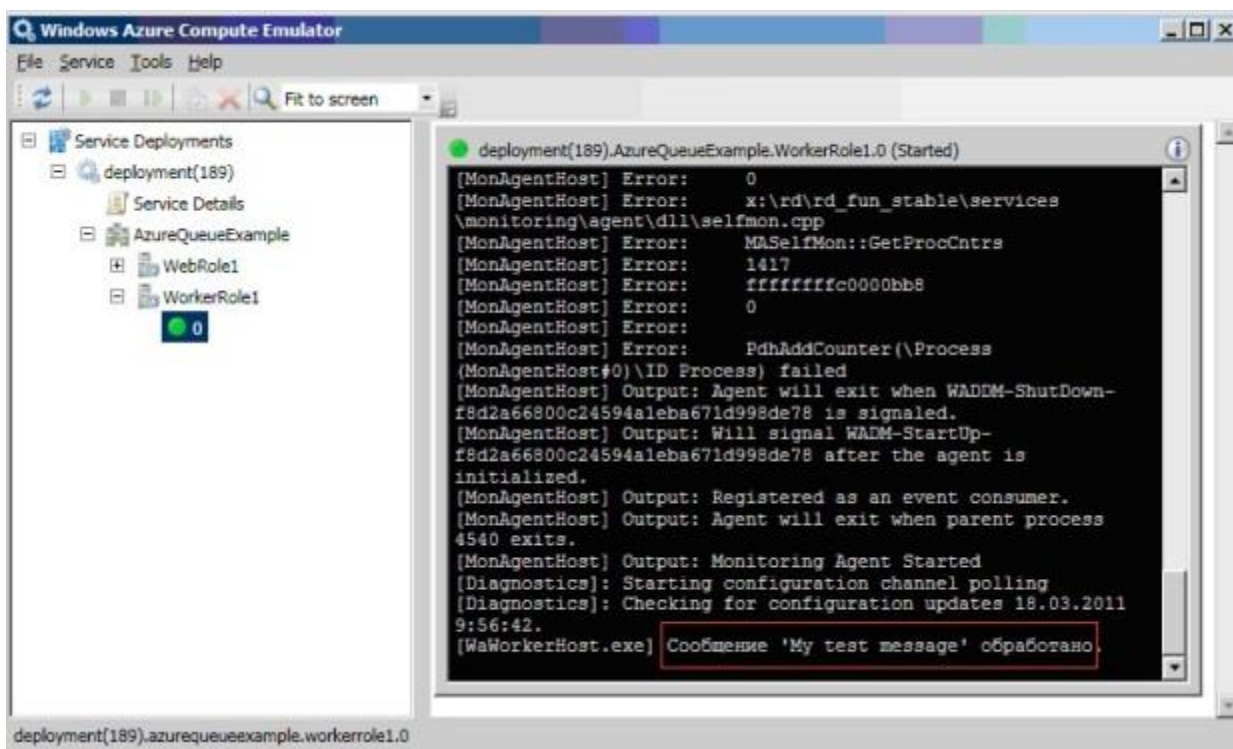 Windows Azure Compute Emulator
File Service Tools Help
Fit to screen
Service Deployments
deployment(189)
Service Details
AzureQueueExample
WebRole1
WorkerRole1
0
deployment(189).AzureQueueExample.WorkerRole1.0 (Started)
[MonAgentHost] Error: 0
[MonAgentHost] Error: x:\rd\rd_fun_stable\services
\monitoring\agent\dll\selfmon.cpp
[MonAgentHost] Error: MASelfMon::GetProcCntrs
[MonAgentHost] Error: 1417
[MonAgentHost] Error: ffffffffc0000bb8
[MonAgentHost] Error: 0
[MonAgentHost] Error:
[MonAgentHost] Error: PdhAddCounter(\Process
(MonAgentHost#0)\ID Process) failed
[MonAgentHost] Output: Agent will exit when WADDM-ShutDown-
f8d2a66800c24594a1eba671d998de78 is signaled.
[MonAgentHost] Output: Will signal WADM-StartUp-
f8d2a66800c24594a1eba671d998de78 after the agent is
initialized.
[MonAgentHost] Output: Registered as an event consumer.
[MonAgentHost] Output: Agent will exit when parent process
4540 exits.
[MonAgentHost] Output: Monitoring Agent Started
[Diagnostics]: Starting configuration channel polling
[Diagnostics]: Checking for configuration updates 18.03.2011
9:56:42.
[WaWorkerHost.exe] Сообщение 'My test message' обработано.
deployment(189).azurequeueexample.workerrole1.0